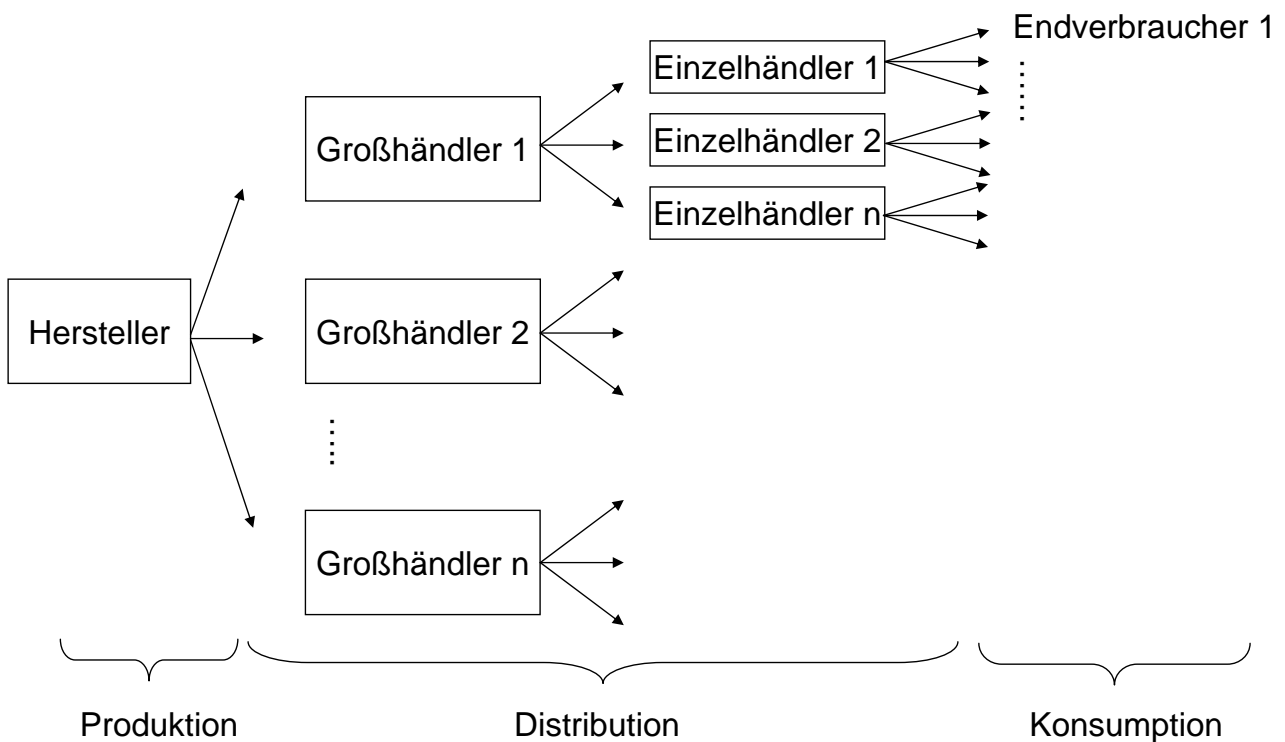 Endverbraucher 1
Einzelhändler 1
Großhändler 1
Einzelhändler 2
Einzelhändler n
Hersteller
Großhändler 2
Großhändler n
Produktion
Distribution
Konsumption